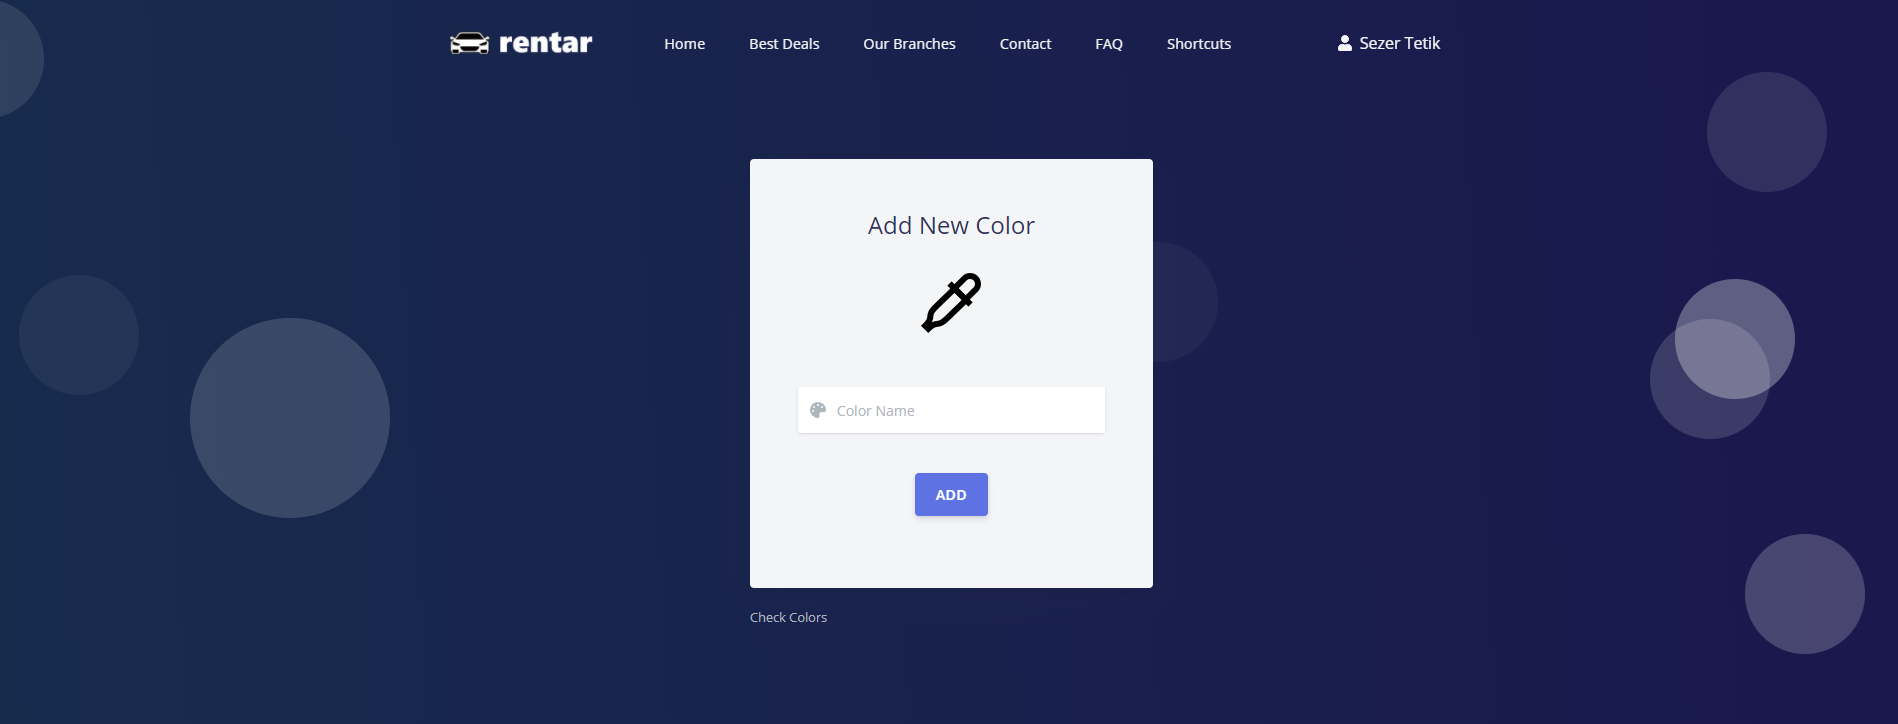 rentar
Home
Best Deals
Our Branches
Contact
FAQ
Shortcuts
Sezer Tetik
Add New Color
Color Name
ADD
Check Colors